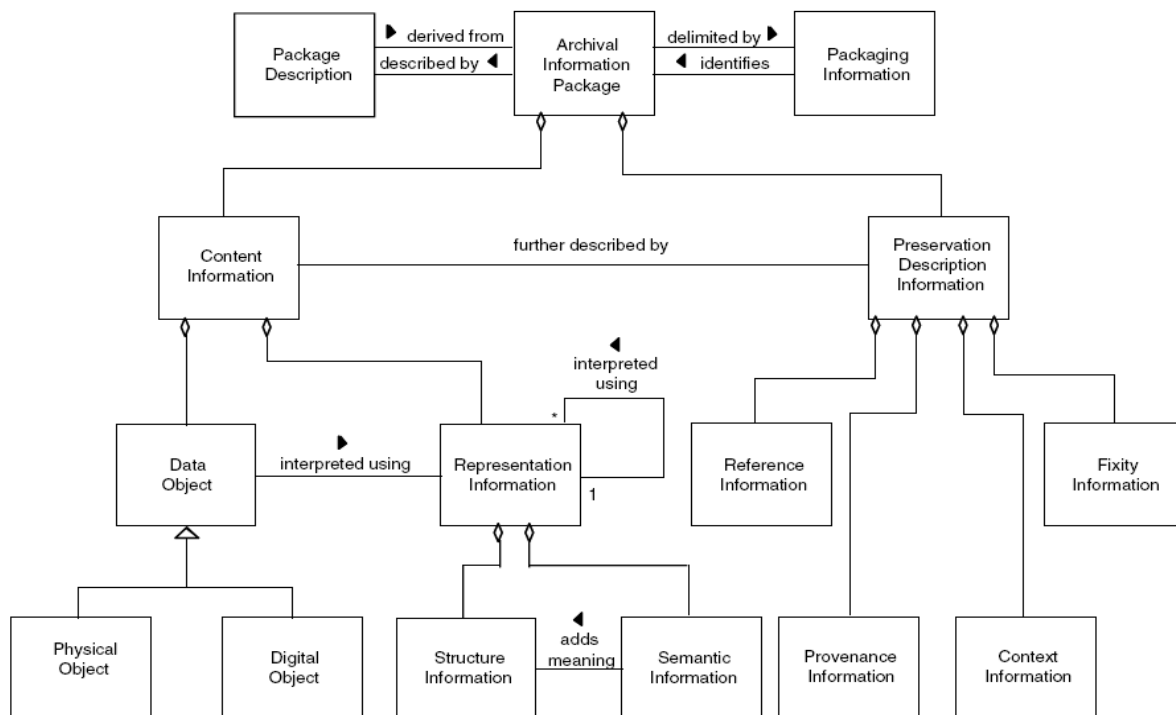 derived from
described by
Package
Description
Archival
Information
Package
delimited by
identifies
Packaging
Information
Content
Information
further described by
Preservation
Description
Information
interpreted
using
*
1
Data
Object
interpreted using
Representation
Information
Reference
Information
Fixity
Information
Physical
Object
Digital
Object
Structure
Information
adds
meaning
Semantic
Information
Provenance
Information
Context
Information